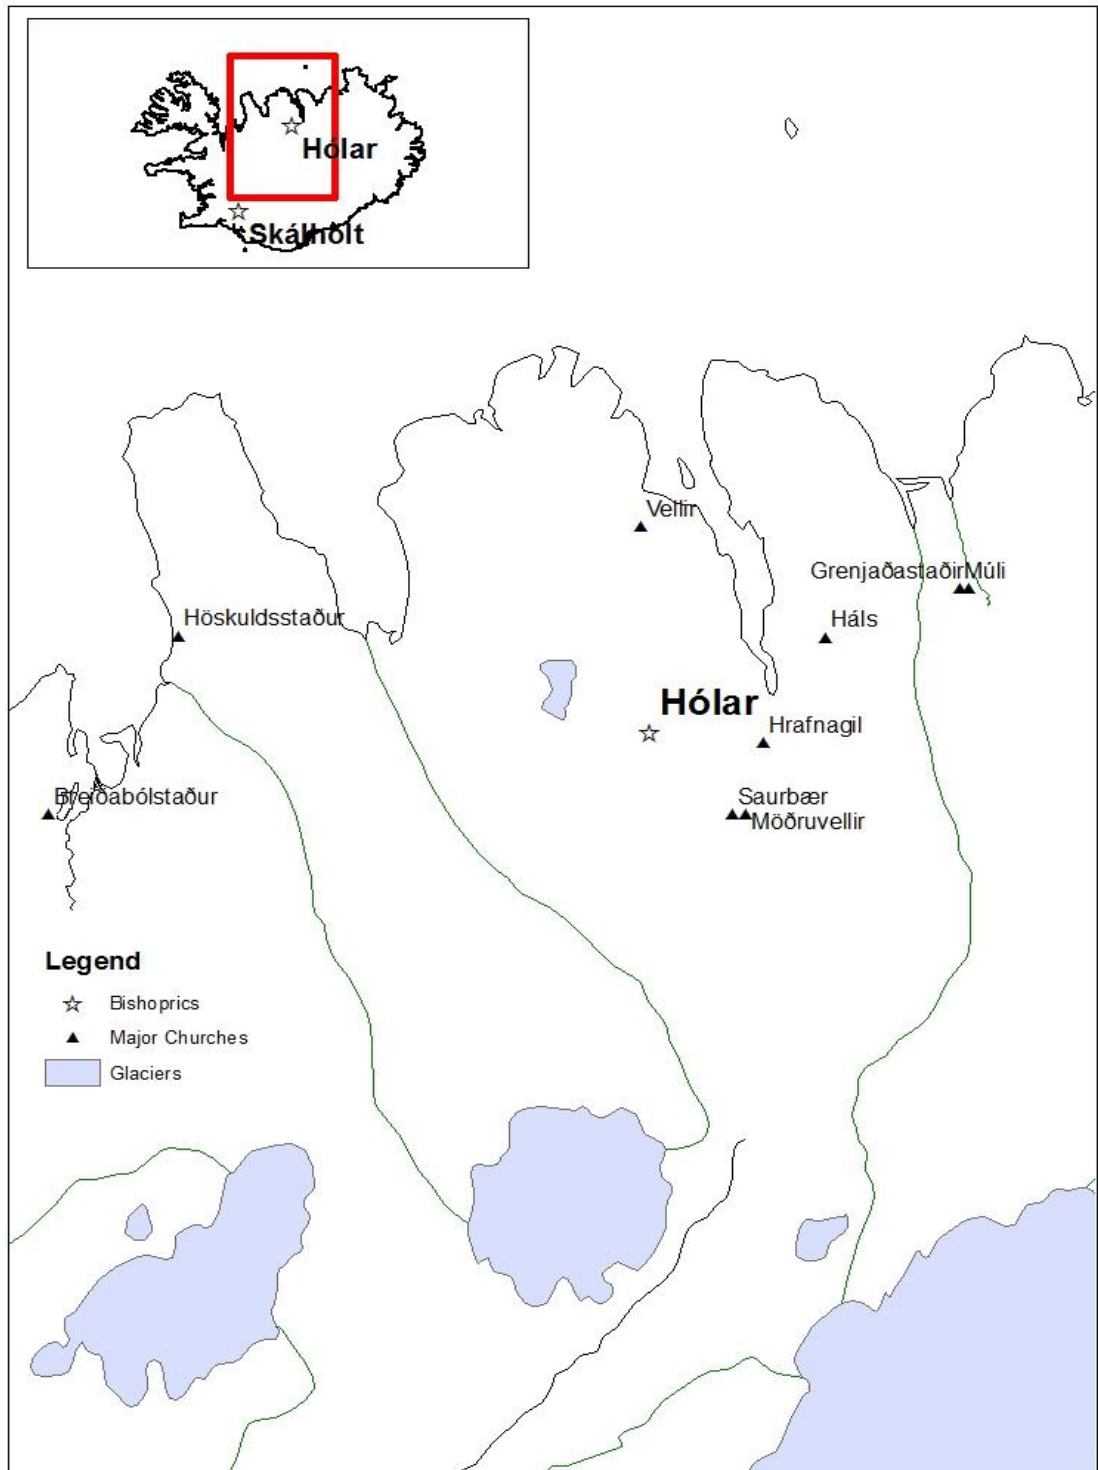 Hólar
Skálholt
Vellir
Grenjaðastaðir
Múli
Höskuldsstaður
Háls
Hólar
Hrafnagil
Breiðabólstaður
Saurbær
Möðruvellir
Legend
Bishoprics
Major Churches
Glaciers